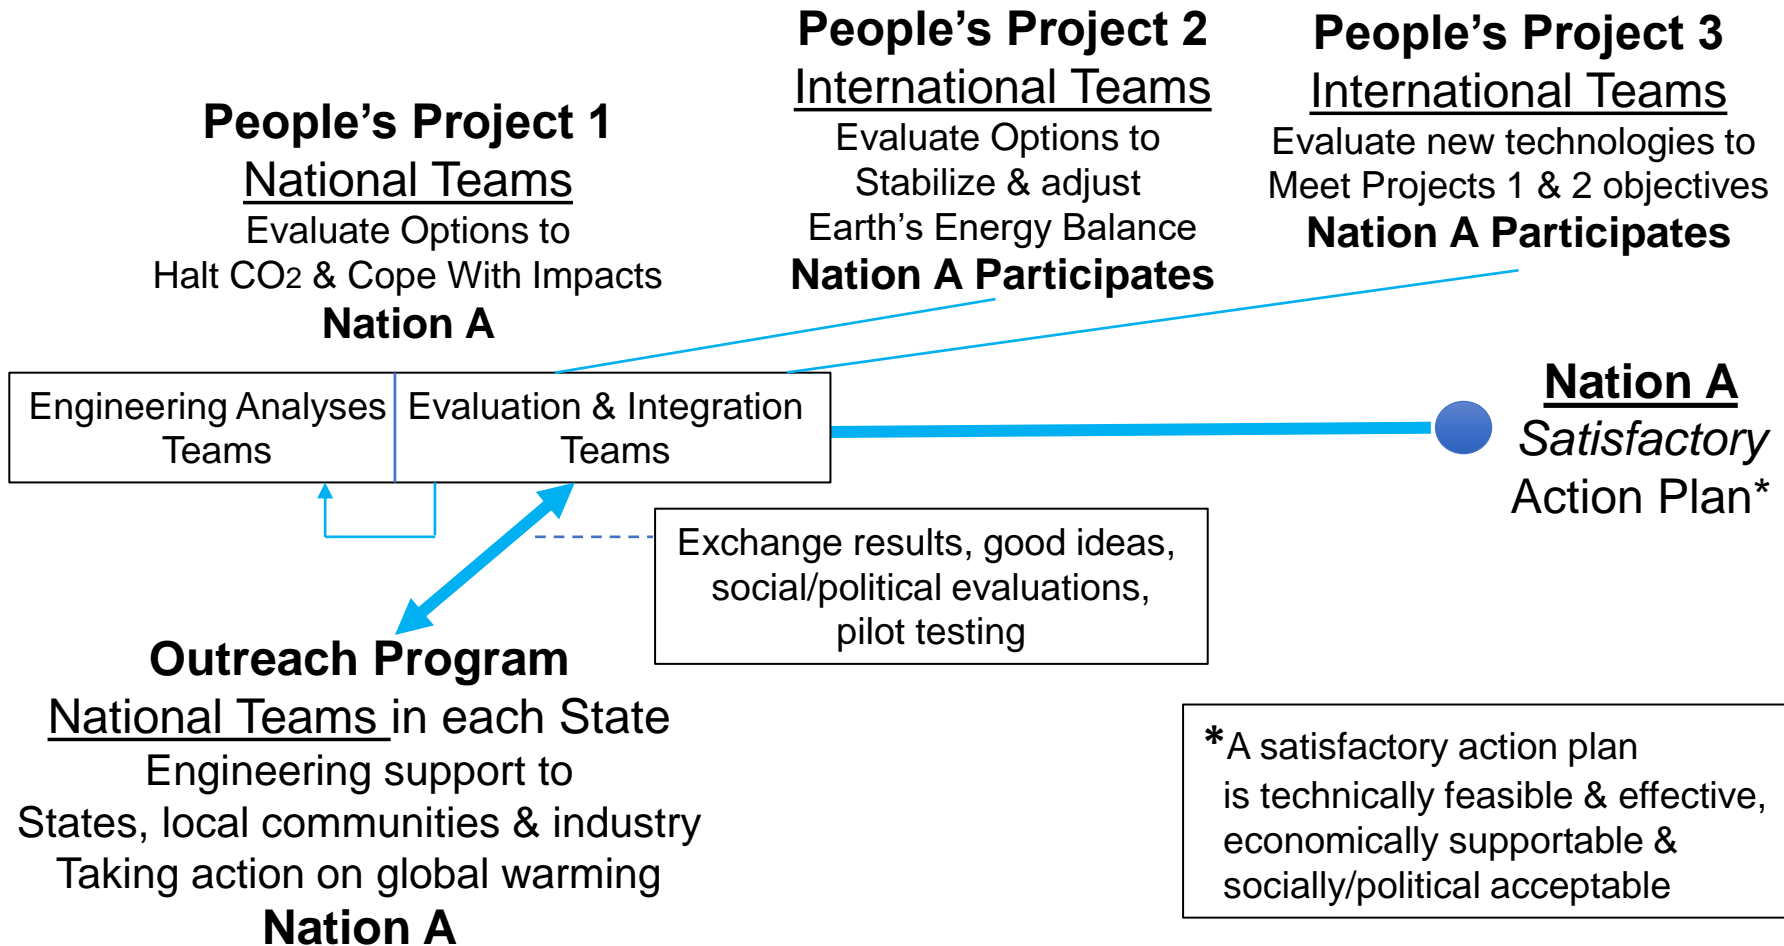 People’s Project 1
National Teams
Evaluate Options to
Halt CO2 & Cope With Impacts
Nation A
People’s Project 2
International Teams
Evaluate Options to
Stabilize & adjust
Earth’s Energy Balance
Nation A Participates
People’s Project 3
International Teams
Evaluate new technologies to
Meet Projects 1 & 2 objectives
Nation A Participates
Engineering Analyses
Teams
Evaluation & Integration
Teams
Nation A
Satisfactory
Action Plan*
Exchange results, good ideas,
social/political evaluations,
pilot testing
Outreach Program
National Teams in each State
Engineering support to
States, local communities & industry
Taking action on global warming
Nation A
*A satisfactory action plan
is technically feasible & effective,
economically supportable &
socially/political acceptable